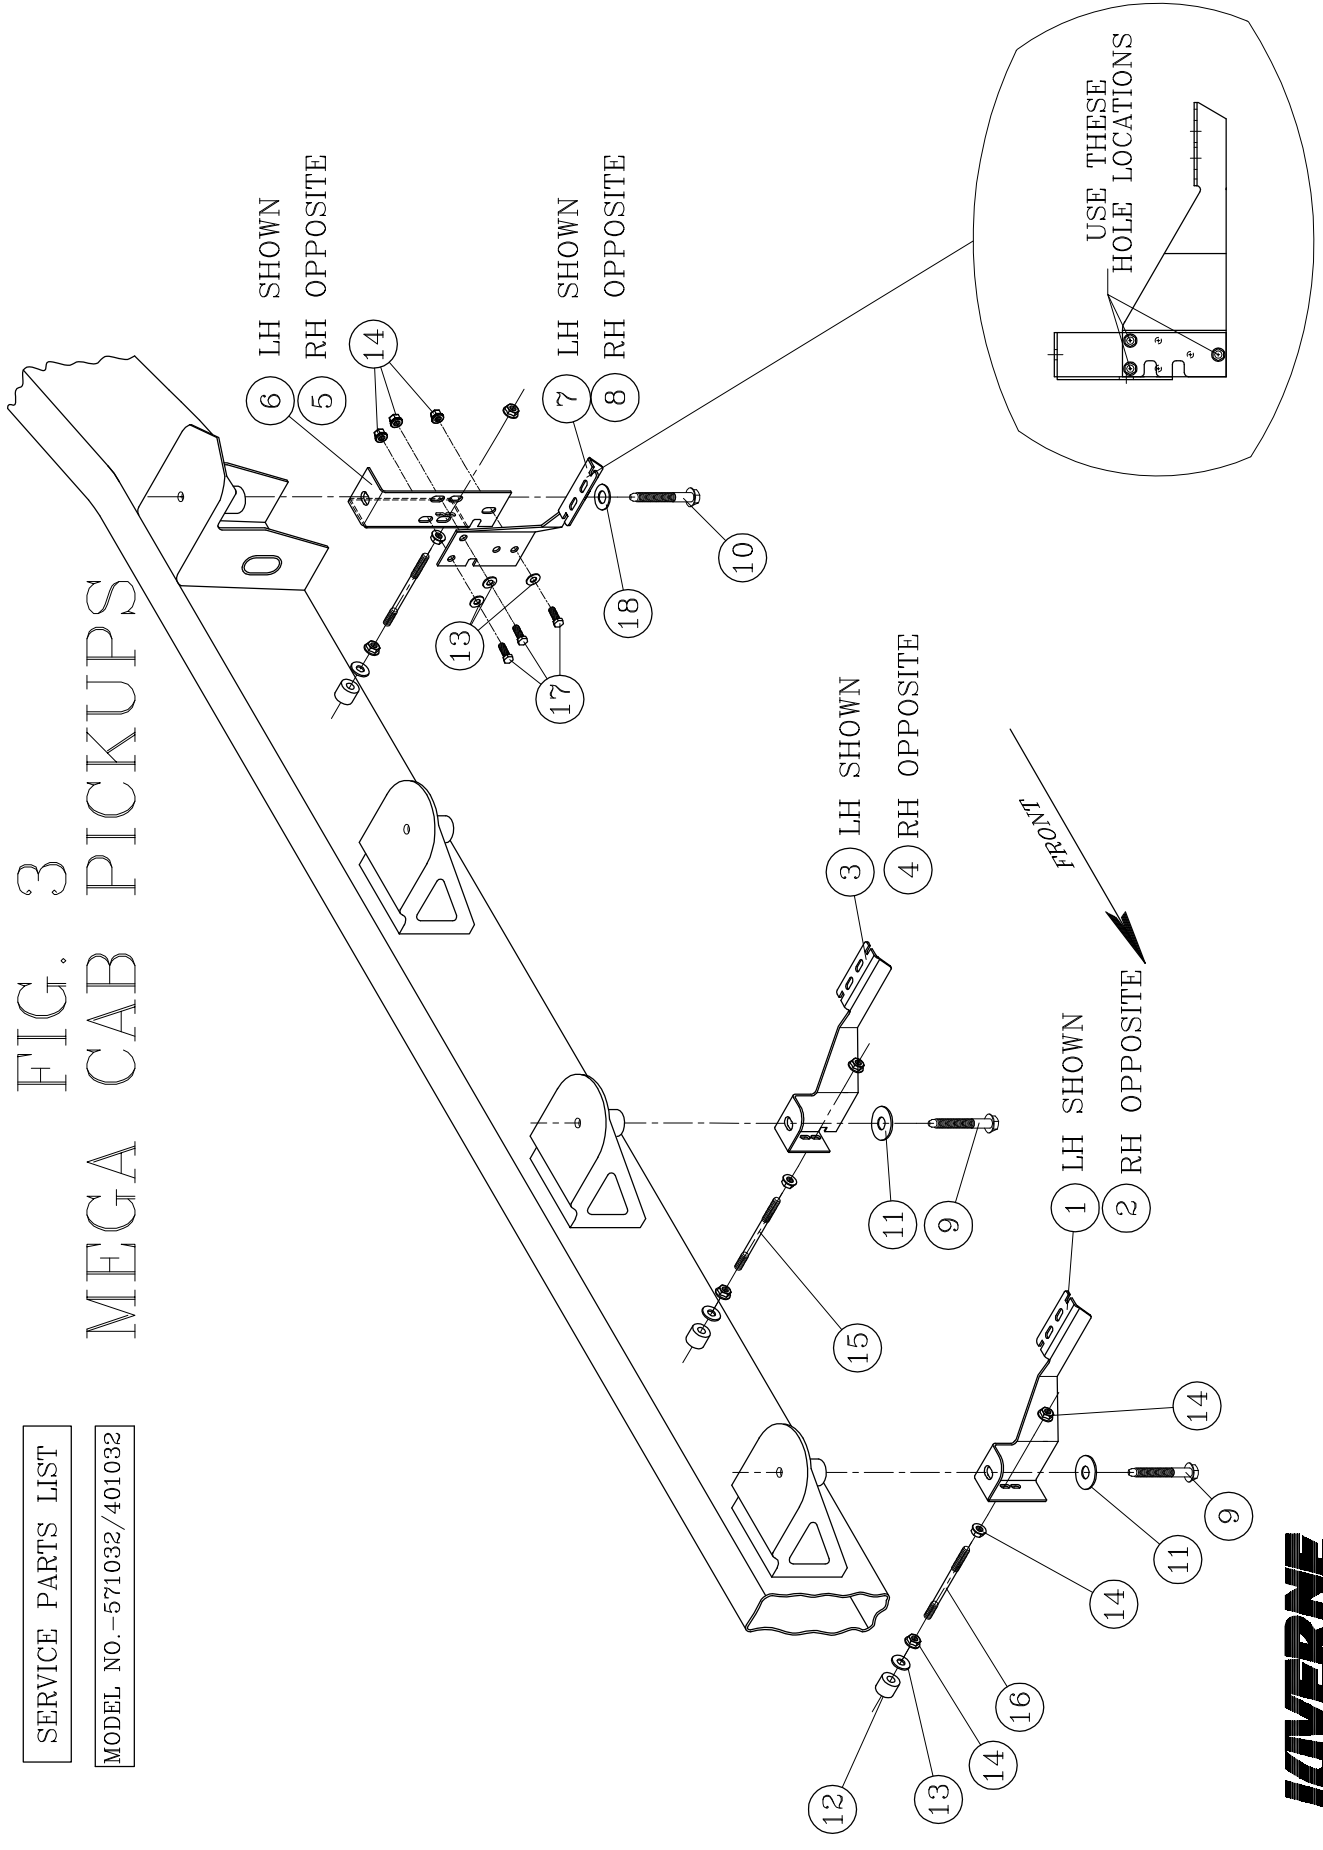 SERVICE PARTS LIST
MODEL NO.-571032/401032
FIG. 3
MEGA CAB PICKUPS
6 LH SHOWN
5 RH OPPOSITE
14
7 LH SHOWN
8 RH OPPOSITE
USE THESE
HOLE LOCATIONS
10
18
13
17
3 LH SHOWN
4 RH OPPOSITE
FRONT
11
9
15
1 LH SHOWN
2 RH OPPOSITE
14
9
11
14
16
14
13
12